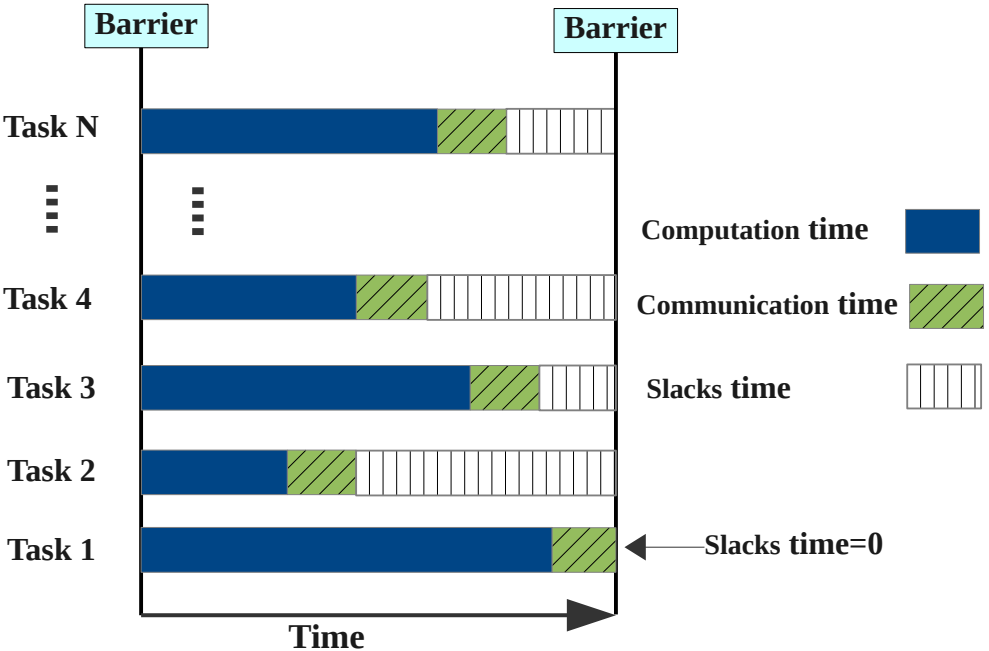 Barrier
Barrier
Task N
Computation time
Task 4
Communication time
Task 3
Slacks time
Task 2
Task 1
Slacks time=0
Time